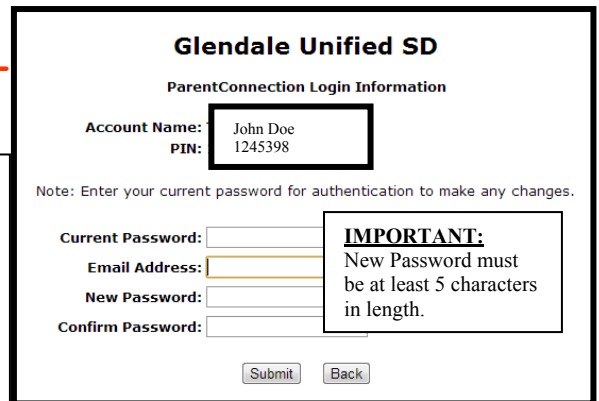 Glendale Unified SD
ParentConnection Login Information
Account Name: John Doe
PIN: 1245398
Note: Enter your current password for authentication to make any changes.
Current Password:
Email Address:
New Password:
Confirm Password:
IMPORTANT:
New Password must
be at least 5 characters
in length.
Submit Back